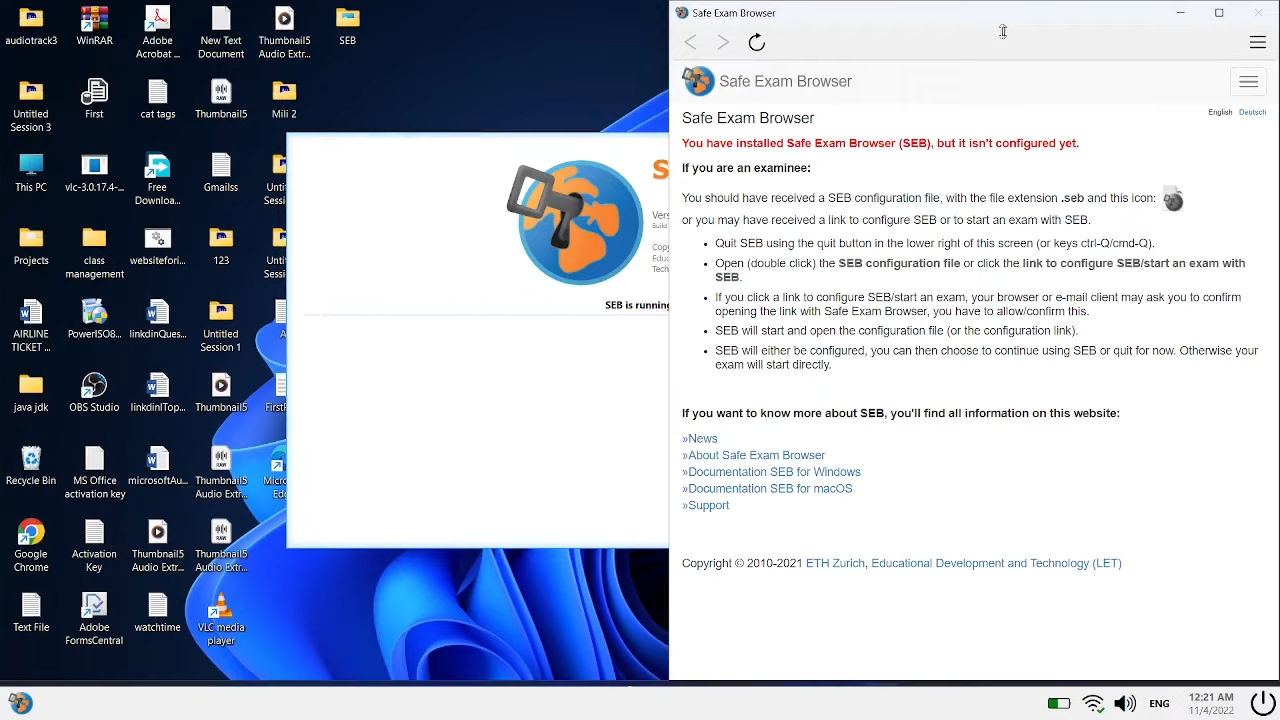 audiotrack3
WinRAR
Adobe
Acrobat ...
New Text
Document
Thumbnail5
Audio Extr...
SEB
Untitled
Session 3
First
cat tags
Thumbnail5
Mili 2
This PC
vlc-3.0.17.4-...
Free
Downloa...
Gmailss
Projects
class
management
websitefori...
123
AIRLINE
TICKET ...
PowerISO8...
linkdinQues...
Untitled
Session 1
java jdk
OBS Studio
linkdinITop...
Thumbnail5
Recycle Bin
MS Office
activation key
microsoftAu...
Thumbnail5
Audio Extr...
Google
Chrome
Activation
Key
Thumbnail5
Audio Extr...
Thumbnail5
Audio Extr...
Text File
Adobe
FormsCentral
watchtime
VLC media
player
SEB is running
Safe Exam Browser
Safe Exam Browser
Safe Exam Browser
English Deutsch
You have installed Safe Exam Browser (SEB), but it isn't configured yet.
If you are an examinee:
You should have received a SEB configuration file, with the file extension .seb and this icon:
or you may have received a link to configure SEB or to start an exam with SEB.
• Quit SEB using the quit button in the lower right of this screen (or keys ctrl-Q/cmd-Q).
• Open (double click) the SEB configuration file or click the link to configure SEB/start an exam with
SEB.
• If you click a link to configure SEB/start an exam, your browser or e-mail client may ask you to confirm
opening the link with Safe Exam Browser, you have to allow/confirm this.
• SEB will start and open the configuration file (or the configuration link).
• SEB will either be configured, you can then choose to continue using SEB or quit for now. Otherwise your
exam will start directly.
If you want to know more about SEB, you'll find all information on this website:
»News
»About Safe Exam Browser
»Documentation SEB for Windows
»Documentation SEB for macOS
»Support
Copyright © 2010-2021 ETH Zurich, Educational Development and Technology (LET)
ENG
12:21 AM
11/4/2022